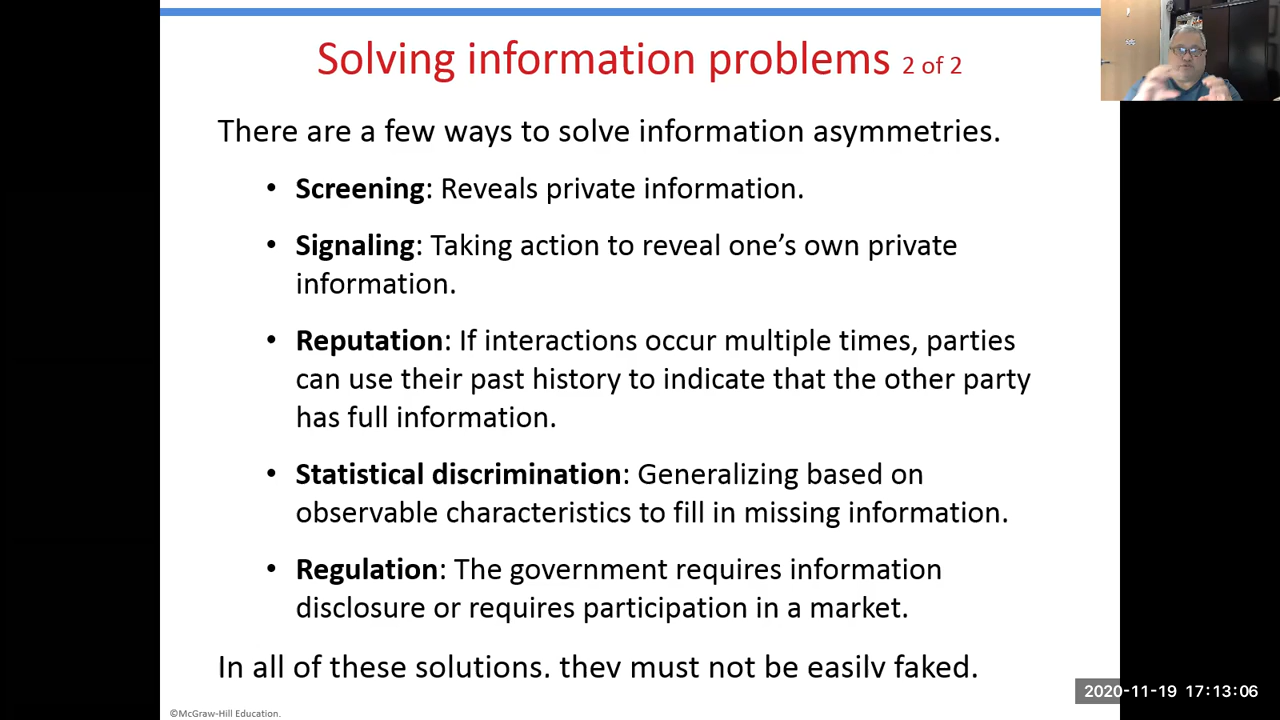 Solving information problems 2 of 2
There are a few ways to solve information asymmetries.
• Screening: Reveals private information.
• Signaling: Taking action to reveal one's own private
information.
• Reputation: If interactions occur multiple times, parties
can use their past history to indicate that the other party
has full information.
• Statistical discrimination: Generalizing based on
observable characteristics to fill in missing information.
• Regulation: The government requires information
disclosure or requires participation in a market.
In all of these solutions, they must not be easily faked.
2020-11-19 17:13:06
©McGraw-Hill Education.